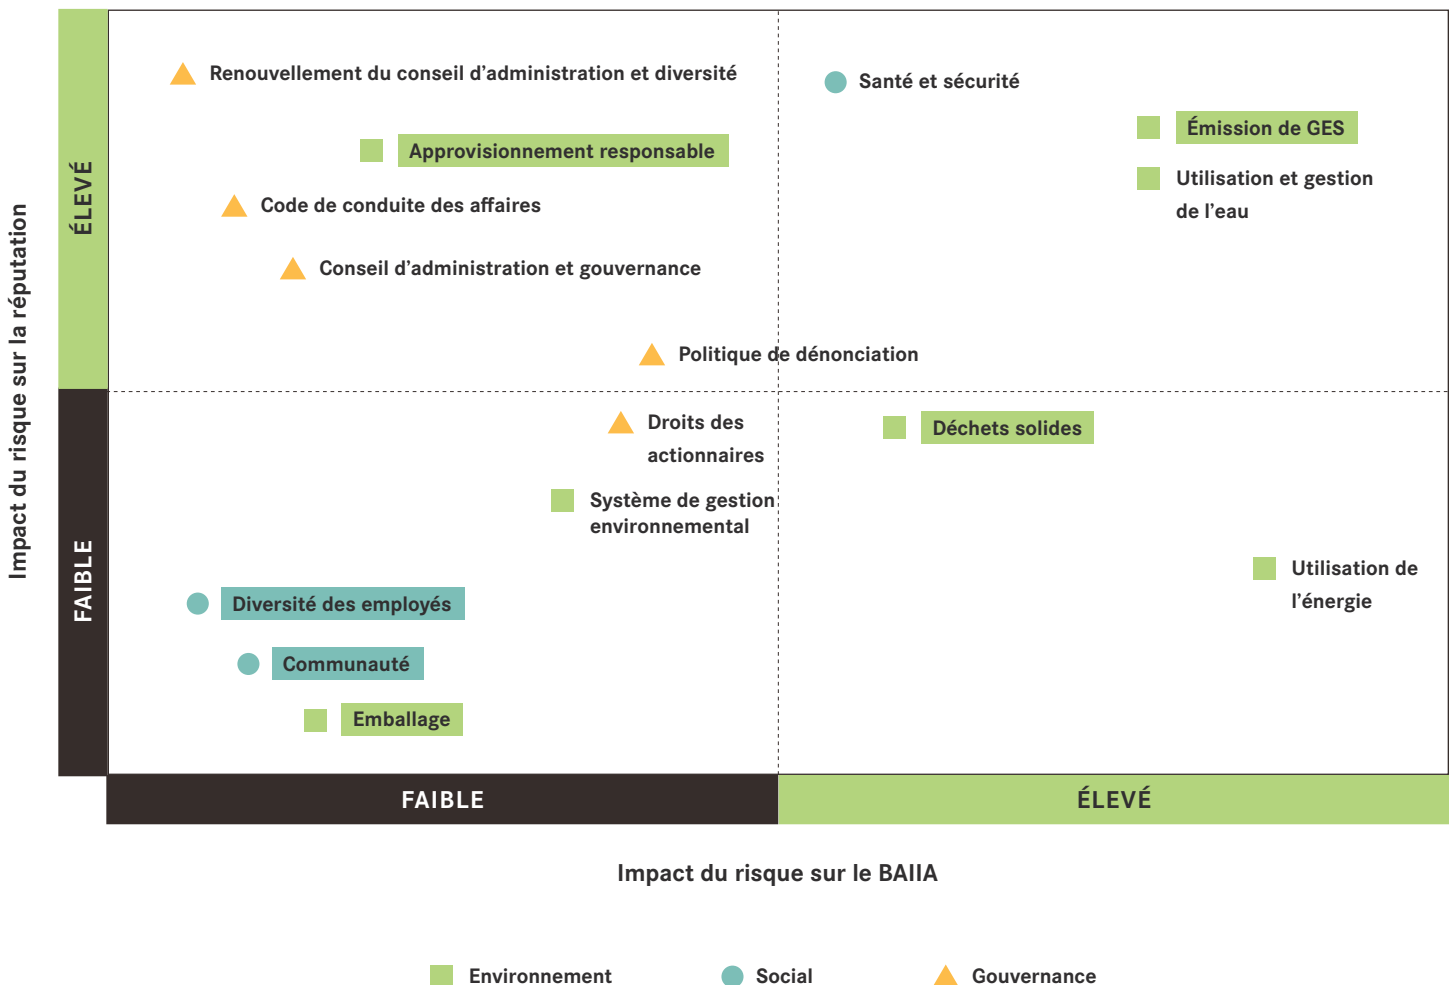 Impact du risque sur la réputation
ÉLEVÉ
FAIBLE
Renouvellement du conseil d’administration et diversité
Approvisionnement responsable
Code de conduite des affaires
Conseil d’administration et gouvernance
Politique de dénonciation
Santé et sécurité
Émission de GES
Utilisation et gestion
de l’eau
Droits des
actionnaires
Système de gestion
environnemental
Diversité des employés
Communauté
Emballage
Déchets solides
Utilisation de
l’énergie
FAIBLE
ÉLEVÉ
Impact du risque sur le BAIIA
Environnement
Social
Gouvernance